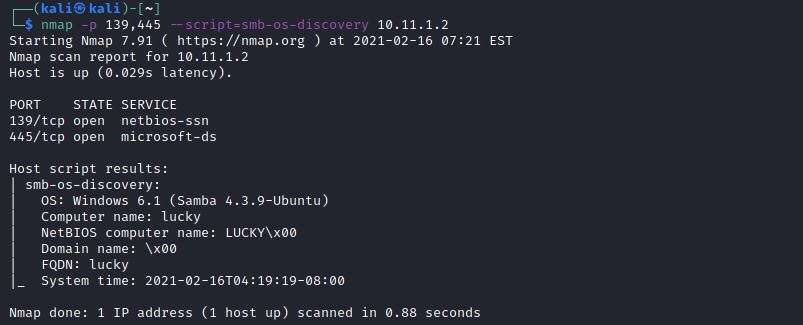 ┌──(kali㉿kali)-[~]
└─$ nmap -p 139,445 --script=smb-os-discovery 10.11.1.2
Starting Nmap 7.91 ( https://nmap.org ) at 2021-02-16 07:21 EST
Nmap scan report for 10.11.1.2
Host is up (0.029s latency).

PORT    STATE SERVICE
139/tcp open  netbios-ssn
445/tcp open  microsoft-ds

Host script results:
| smb-os-discovery:
|   OS: Windows 6.1 (Samba 4.3.9-Ubuntu)
|   Computer name: lucky
|   NetBIOS computer name: LUCKY\x00
|   Domain name: \x00
|   FQDN: lucky
|_  System time: 2021-02-16T04:19:19-08:00

Nmap done: 1 IP address (1 host up) scanned in 0.88 seconds